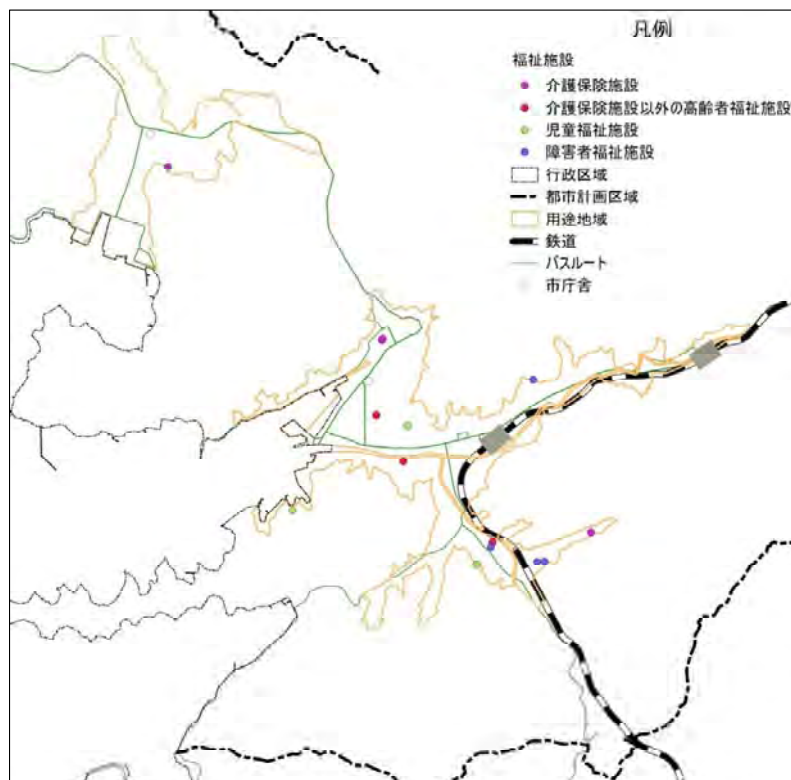 凡例
福祉施設
介護保険施設
介護保険施設以外の高齢者福祉施設
児童福祉施設
障害者福祉施設
行政区域
都市計画区域
用途地域
鉄道
バスルート
市庁舎